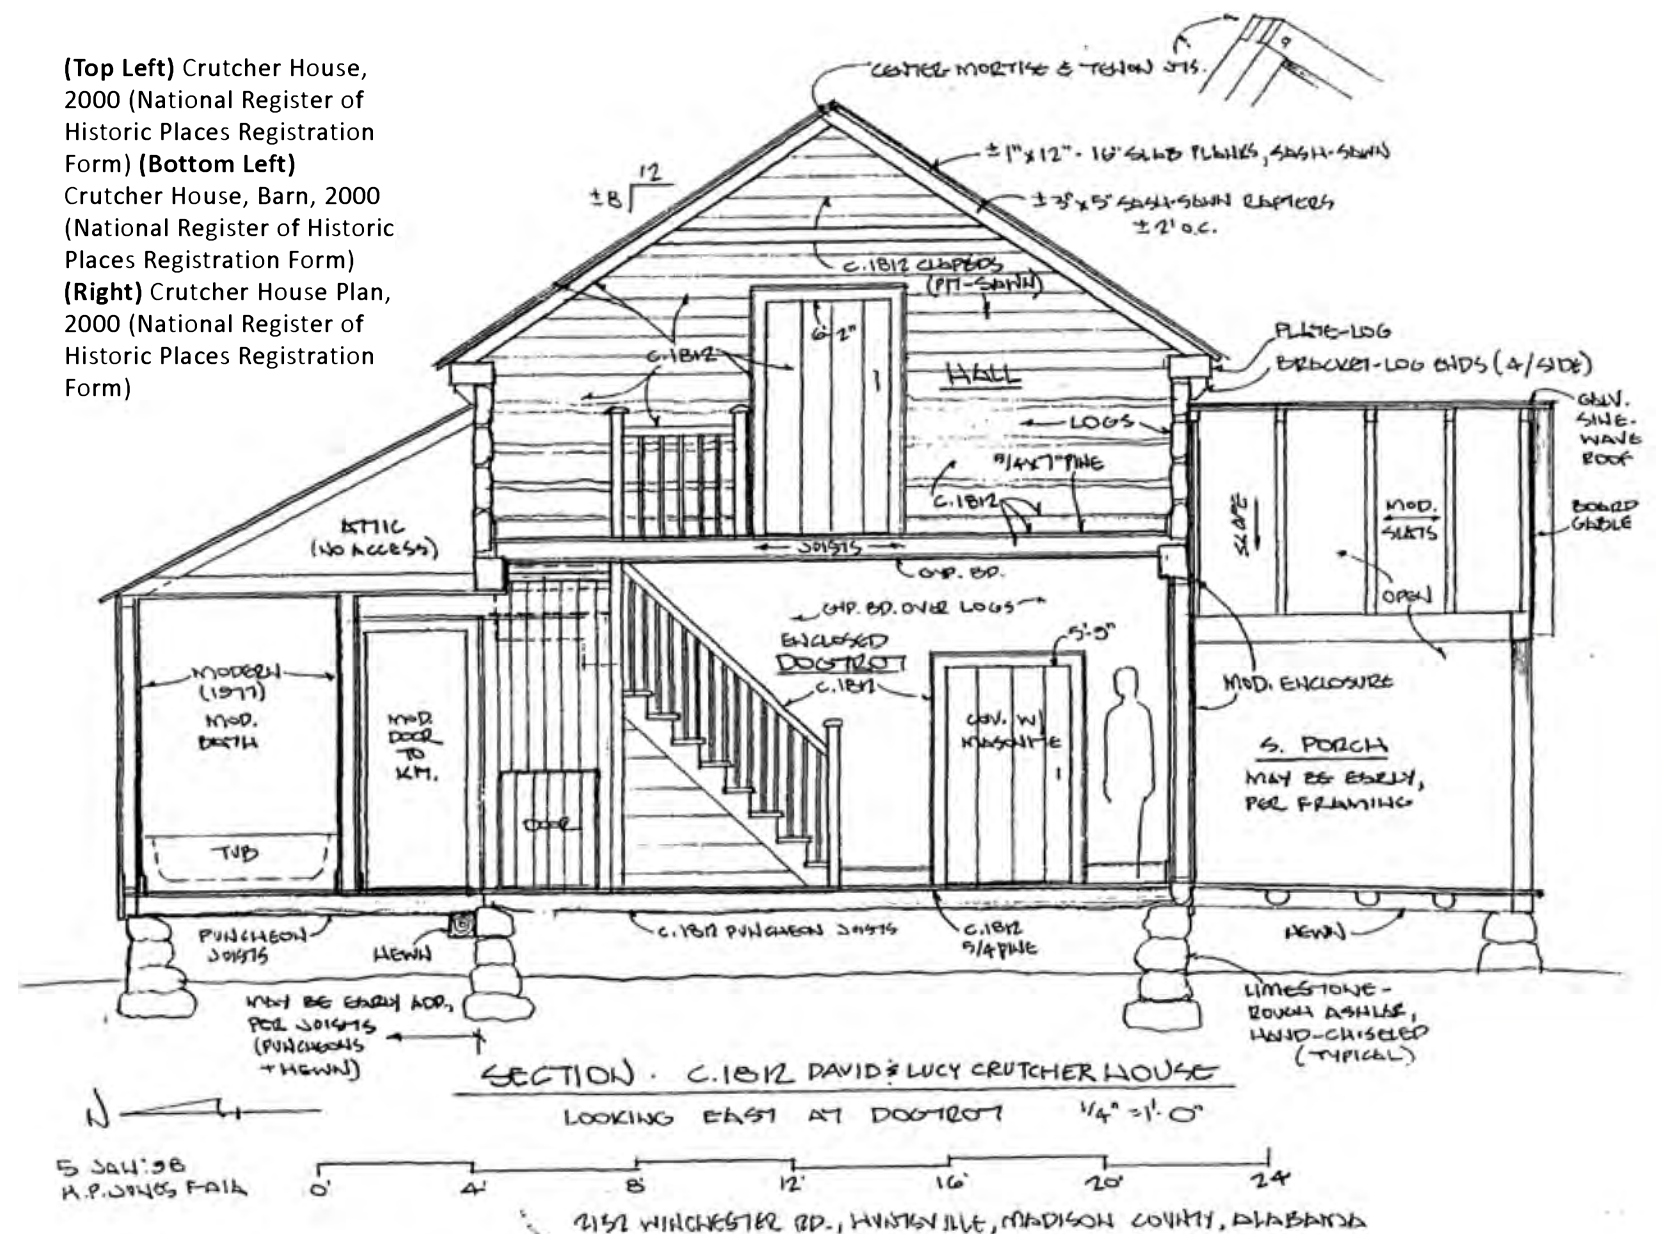 (Top Left) Crutcher House,
2000 (National Register of
Historic Places Registration
Form) (Bottom Left)
Crutcher House, Barn, 2000
(National Register of Historic
Places Registration Form)
(Right) Crutcher House Plan,
2000 (National Register of
Historic Places Registration
Form)
CENTER MORTISE & TENON JTS.
±1"x12"-16" SLAB PLANKS, SASH-SAWN
12
±8
±3"x5" SASH-SAWN RAFTERS
±2' O.C.
C.1812 CLAPBDS
(PIT-SAWN)
6'-2"
C.1812
HALL
PLATE-LOG
BRACKET-LOG ENDS (4/SIDE)
GALV.
SINE-
WAVE
ROOF
LOGS
5/4x7" PINE
C.1812
SLOPE
MOD.
SLATS
BOARD
GABLE
ATTIC
(NO ACCESS)
JOISTS
GYP. BD.
OPEN
GYP. BD. OVER LOGS
ENCLOSED
DOGTROT
5'-9"
C.1812
MODERN
(1977)
MOD.
BATH
MOD.
DOOR
TO
KM.
COV. W/
MASONITE
MOD. ENCLOSURE
S. PORCH
MAY BE EARLY,
PER FRAMING
DOOR
TUB
PUNCHEON
JOISTS
HEWN
C.1812 PUNCHEON JOISTS
C.1812
5/4 PINE
HEWN
MAY BE EARLY ADD.,
PER JOISTS
(PUNCHEONS
+ HEWN)
LIMESTONE-
ROUGH ASHLAR,
HAND-CHISELED
(TYPICAL)
SECTION · C.1812 DAVID & LUCY CRUTCHER HOUSE
N
LOOKING EAST AT DOGTROT 1/4" = 1'-0"
5 JAN '98
H.P. JONES FAIA
0' 4' 8' 12' 16' 20' 24'
2132 WINCHESTER RD., HUNTSVILLE, MADISON COUNTY, ALABAMA